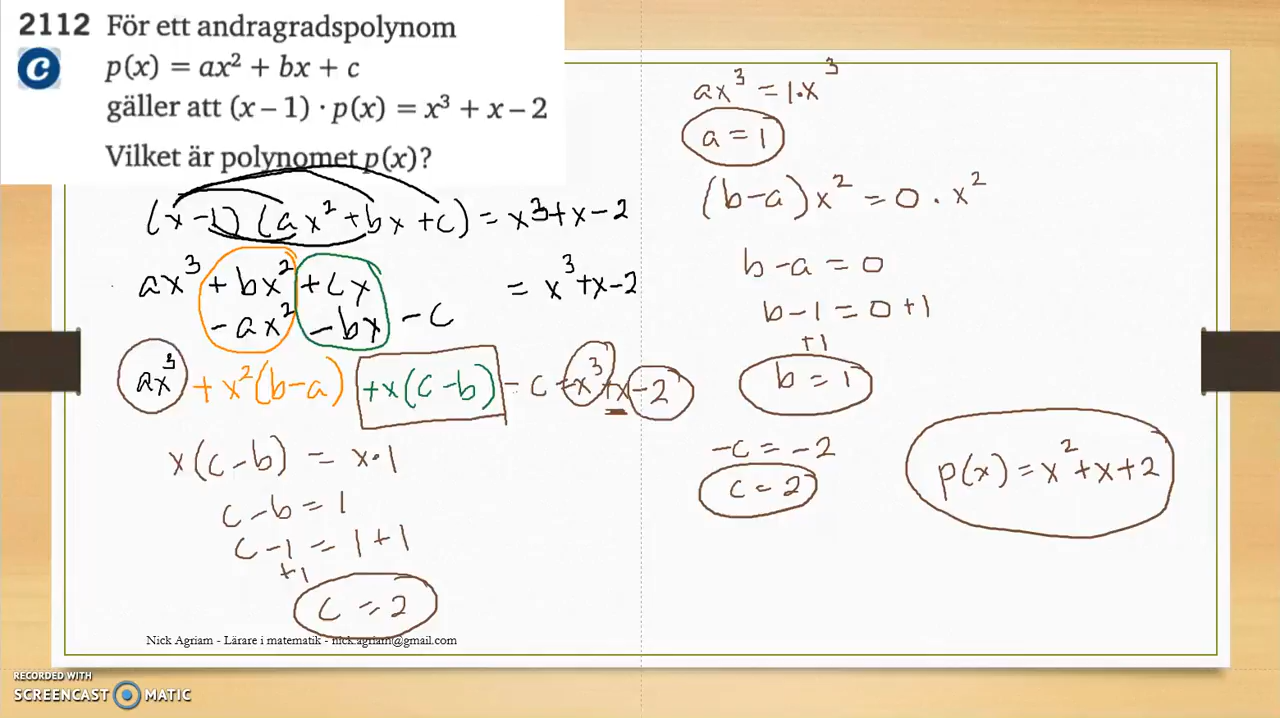 2112 För ett andragradspolynom
C p(x) = ax² + bx + c
gäller att (x – 1) · p(x) = x³ + x – 2
Vilket är polynomet p(x)?
(x -1) (ax² + bx + c) = x³+x-2
ax³ + bx² + cx = x³+x-2
- ax² - bx - c
ax³ + x²(b-a) +x(c-b) - c = x³ +x -2
x(c-b) = x·1
c-b = 1
c-1 = 1+1
+1
c = 2
ax³ = 1·x³
a = 1
(b-a)x² = 0 · x²
b-a = 0
b-1 = 0 +1
+1
b = 1
-c = -2
c = 2
p(x) = x²+x+2
Nick Agriam - Lärare i matematik - nick.agriam@gmail.com
RECORDED WITH
SCREENCAST MATIC